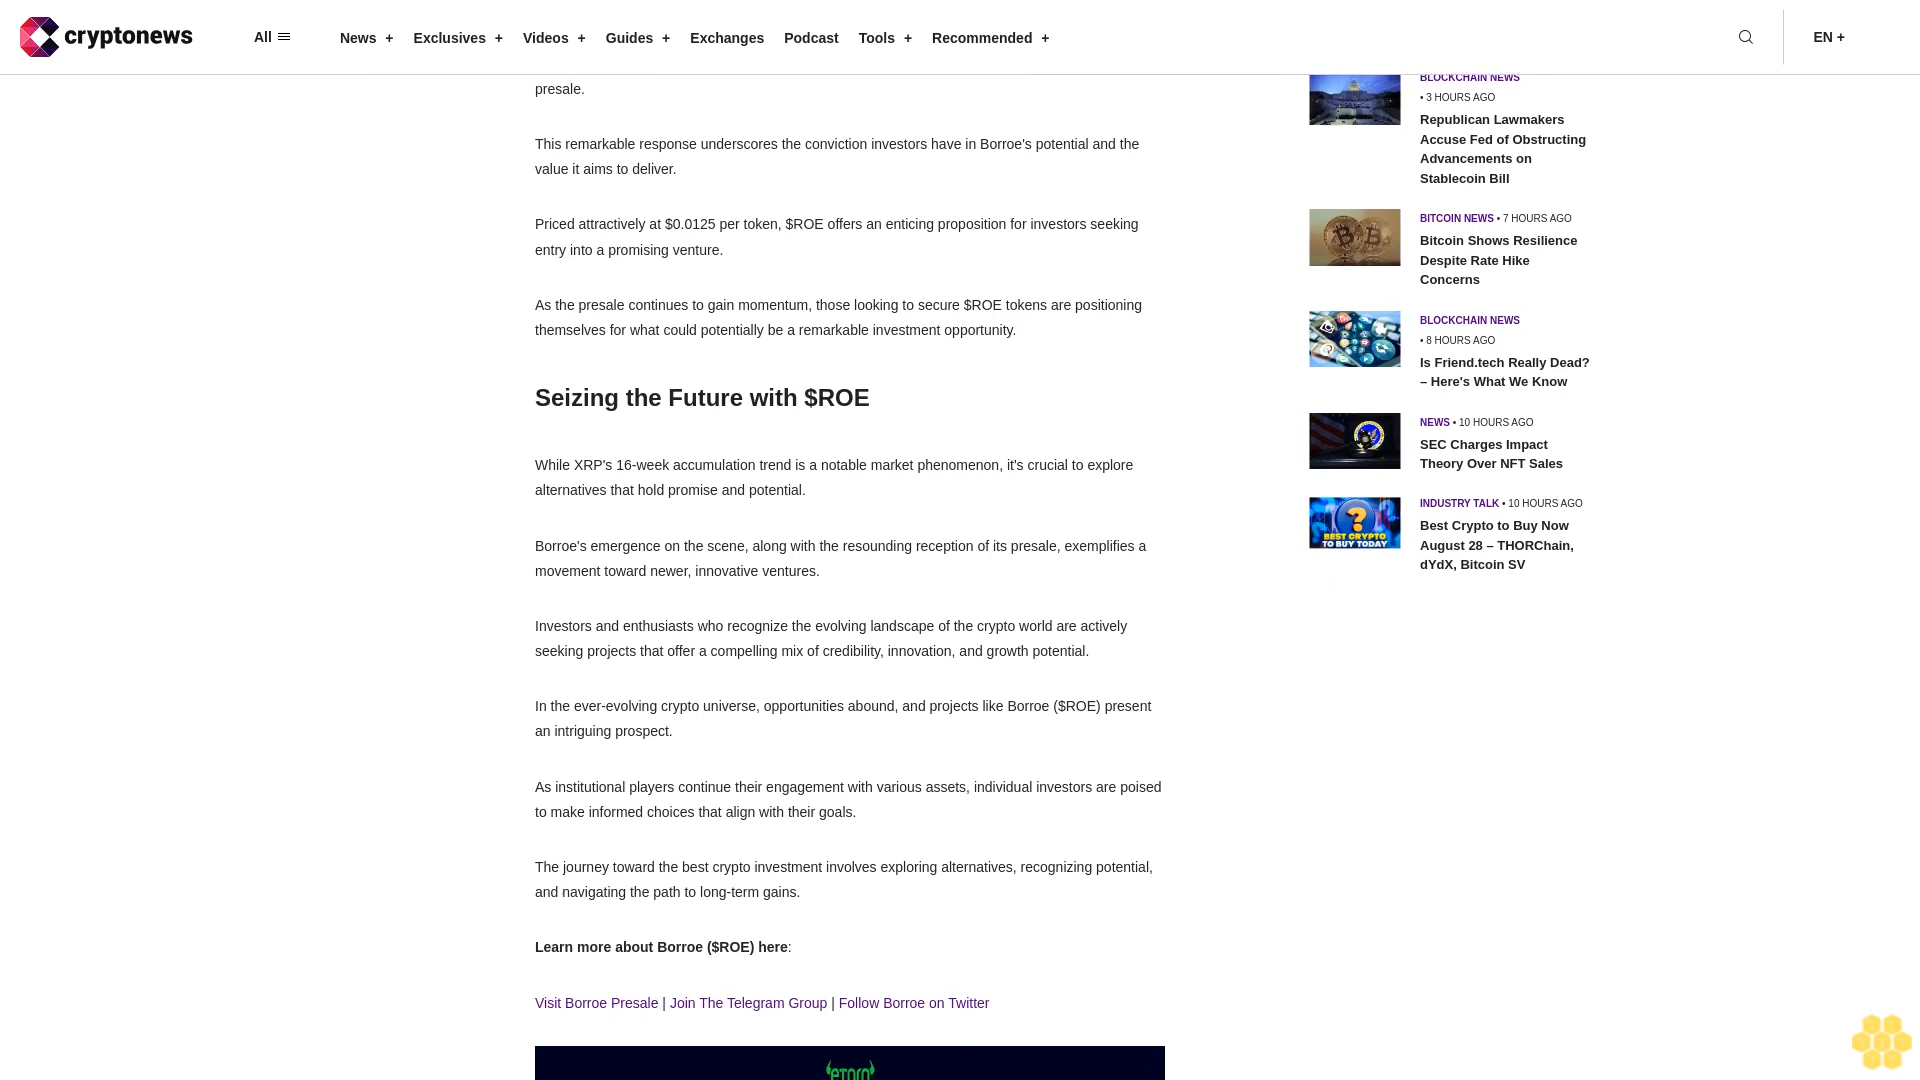 cryptonews
All
News +
Exclusives +
Videos +
Guides +
Exchanges
Podcast
Tools +
Recommended +
EN +
presale.
This remarkable response underscores the conviction investors have in Borroe's potential and the
value it aims to deliver.
Priced attractively at $0.0125 per token, $ROE offers an enticing proposition for investors seeking
entry into a promising venture.
As the presale continues to gain momentum, those looking to secure $ROE tokens are positioning
themselves for what could potentially be a remarkable investment opportunity.
Seizing the Future with $ROE
While XRP's 16-week accumulation trend is a notable market phenomenon, it's crucial to explore
alternatives that hold promise and potential.
Borroe's emergence on the scene, along with the resounding reception of its presale, exemplifies a
movement toward newer, innovative ventures.
Investors and enthusiasts who recognize the evolving landscape of the crypto world are actively
seeking projects that offer a compelling mix of credibility, innovation, and growth potential.
In the ever-evolving crypto universe, opportunities abound, and projects like Borroe ($ROE) present
an intriguing prospect.
As institutional players continue their engagement with various assets, individual investors are poised
to make informed choices that align with their goals.
The journey toward the best crypto investment involves exploring alternatives, recognizing potential,
and navigating the path to long-term gains.
Learn more about Borroe ($ROE) here:
Visit Borroe Presale | Join The Telegram Group | Follow Borroe on Twitter
eToro
BLOCKCHAIN NEWS
• 3 HOURS AGO
Republican Lawmakers
Accuse Fed of Obstructing
Advancements on
Stablecoin Bill
BITCOIN NEWS • 7 HOURS AGO
Bitcoin Shows Resilience
Despite Rate Hike
Concerns
BLOCKCHAIN NEWS
• 8 HOURS AGO
Is Friend.tech Really Dead?
– Here's What We Know
NEWS • 10 HOURS AGO
SEC Charges Impact
Theory Over NFT Sales
BEST CRYPTO
TO BUY TODAY
INDUSTRY TALK • 10 HOURS AGO
Best Crypto to Buy Now
August 28 – THORChain,
dYdX, Bitcoin SV